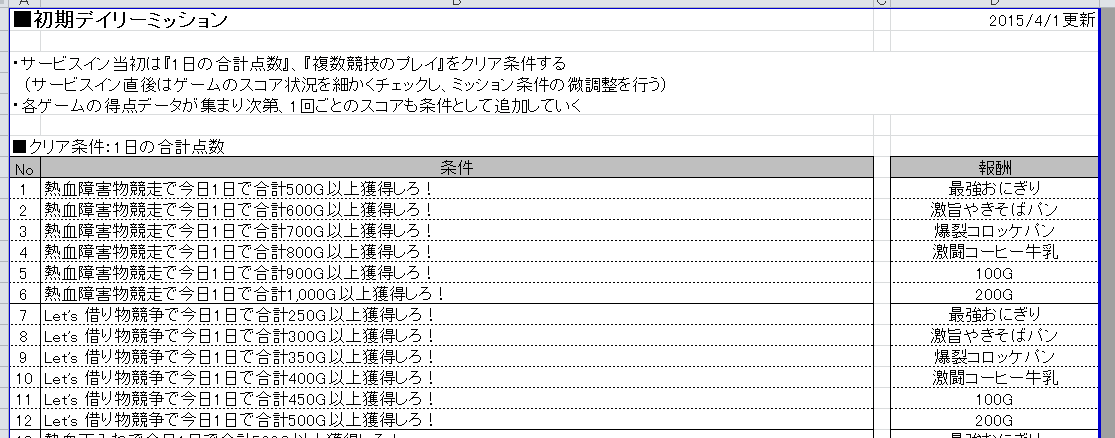 A B C D
■初期デイリーミッション 2015/4/1更新
・サービスイン当初は『1日の合計点数』、『複数競技のプレイ』をクリア条件する
（サービスイン直後はゲームのスコア状況を細かくチェックし、ミッション条件の微調整を行う）
・各ゲームの得点データが集まり次第、1回ごとのスコアも条件として追加していく
■クリア条件：1日の合計点数
No 条件 報酬
1 熱血障害物競走で今日1日で合計500G以上獲得しろ！ 最強おにぎり
2 熱血障害物競走で今日1日で合計600G以上獲得しろ！ 激旨やきそばパン
3 熱血障害物競走で今日1日で合計700G以上獲得しろ！ 爆裂コロッケパン
4 熱血障害物競走で今日1日で合計800G以上獲得しろ！ 激闘コーヒー牛乳
5 熱血障害物競走で今日1日で合計900G以上獲得しろ！ 100G
6 熱血障害物競走で今日1日で合計1,000G以上獲得しろ！ 200G
7 Let's 借り物競争で今日1日で合計250G以上獲得しろ！ 最強おにぎり
8 Let's 借り物競争で今日1日で合計300G以上獲得しろ！ 激旨やきそばパン
9 Let's 借り物競争で今日1日で合計350G以上獲得しろ！ 爆裂コロッケパン
10 Let's 借り物競争で今日1日で合計400G以上獲得しろ！ 激闘コーヒー牛乳
11 Let's 借り物競争で今日1日で合計450G以上獲得しろ！ 100G
12 Let's 借り物競争で今日1日で合計500G以上獲得しろ！ 200G